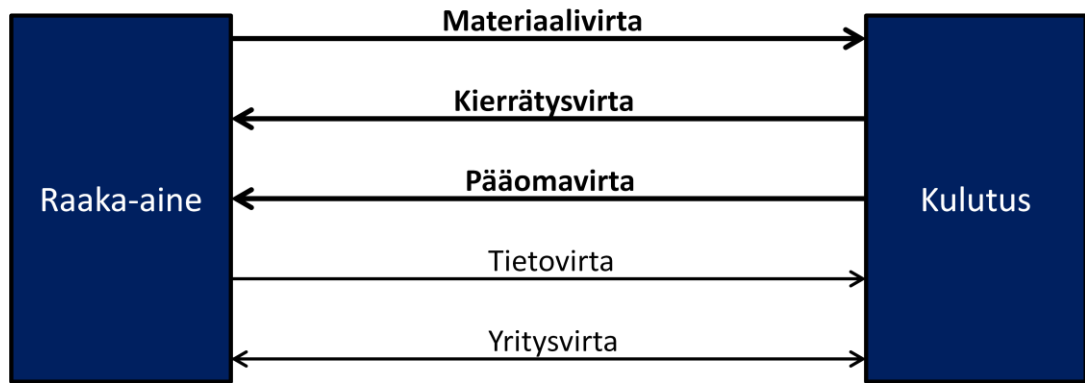 Materiaalivirta
Kierrätysvirta
Pääomavirta
Raaka-aine
Kulutus
Tietovirta
Yritysvirta